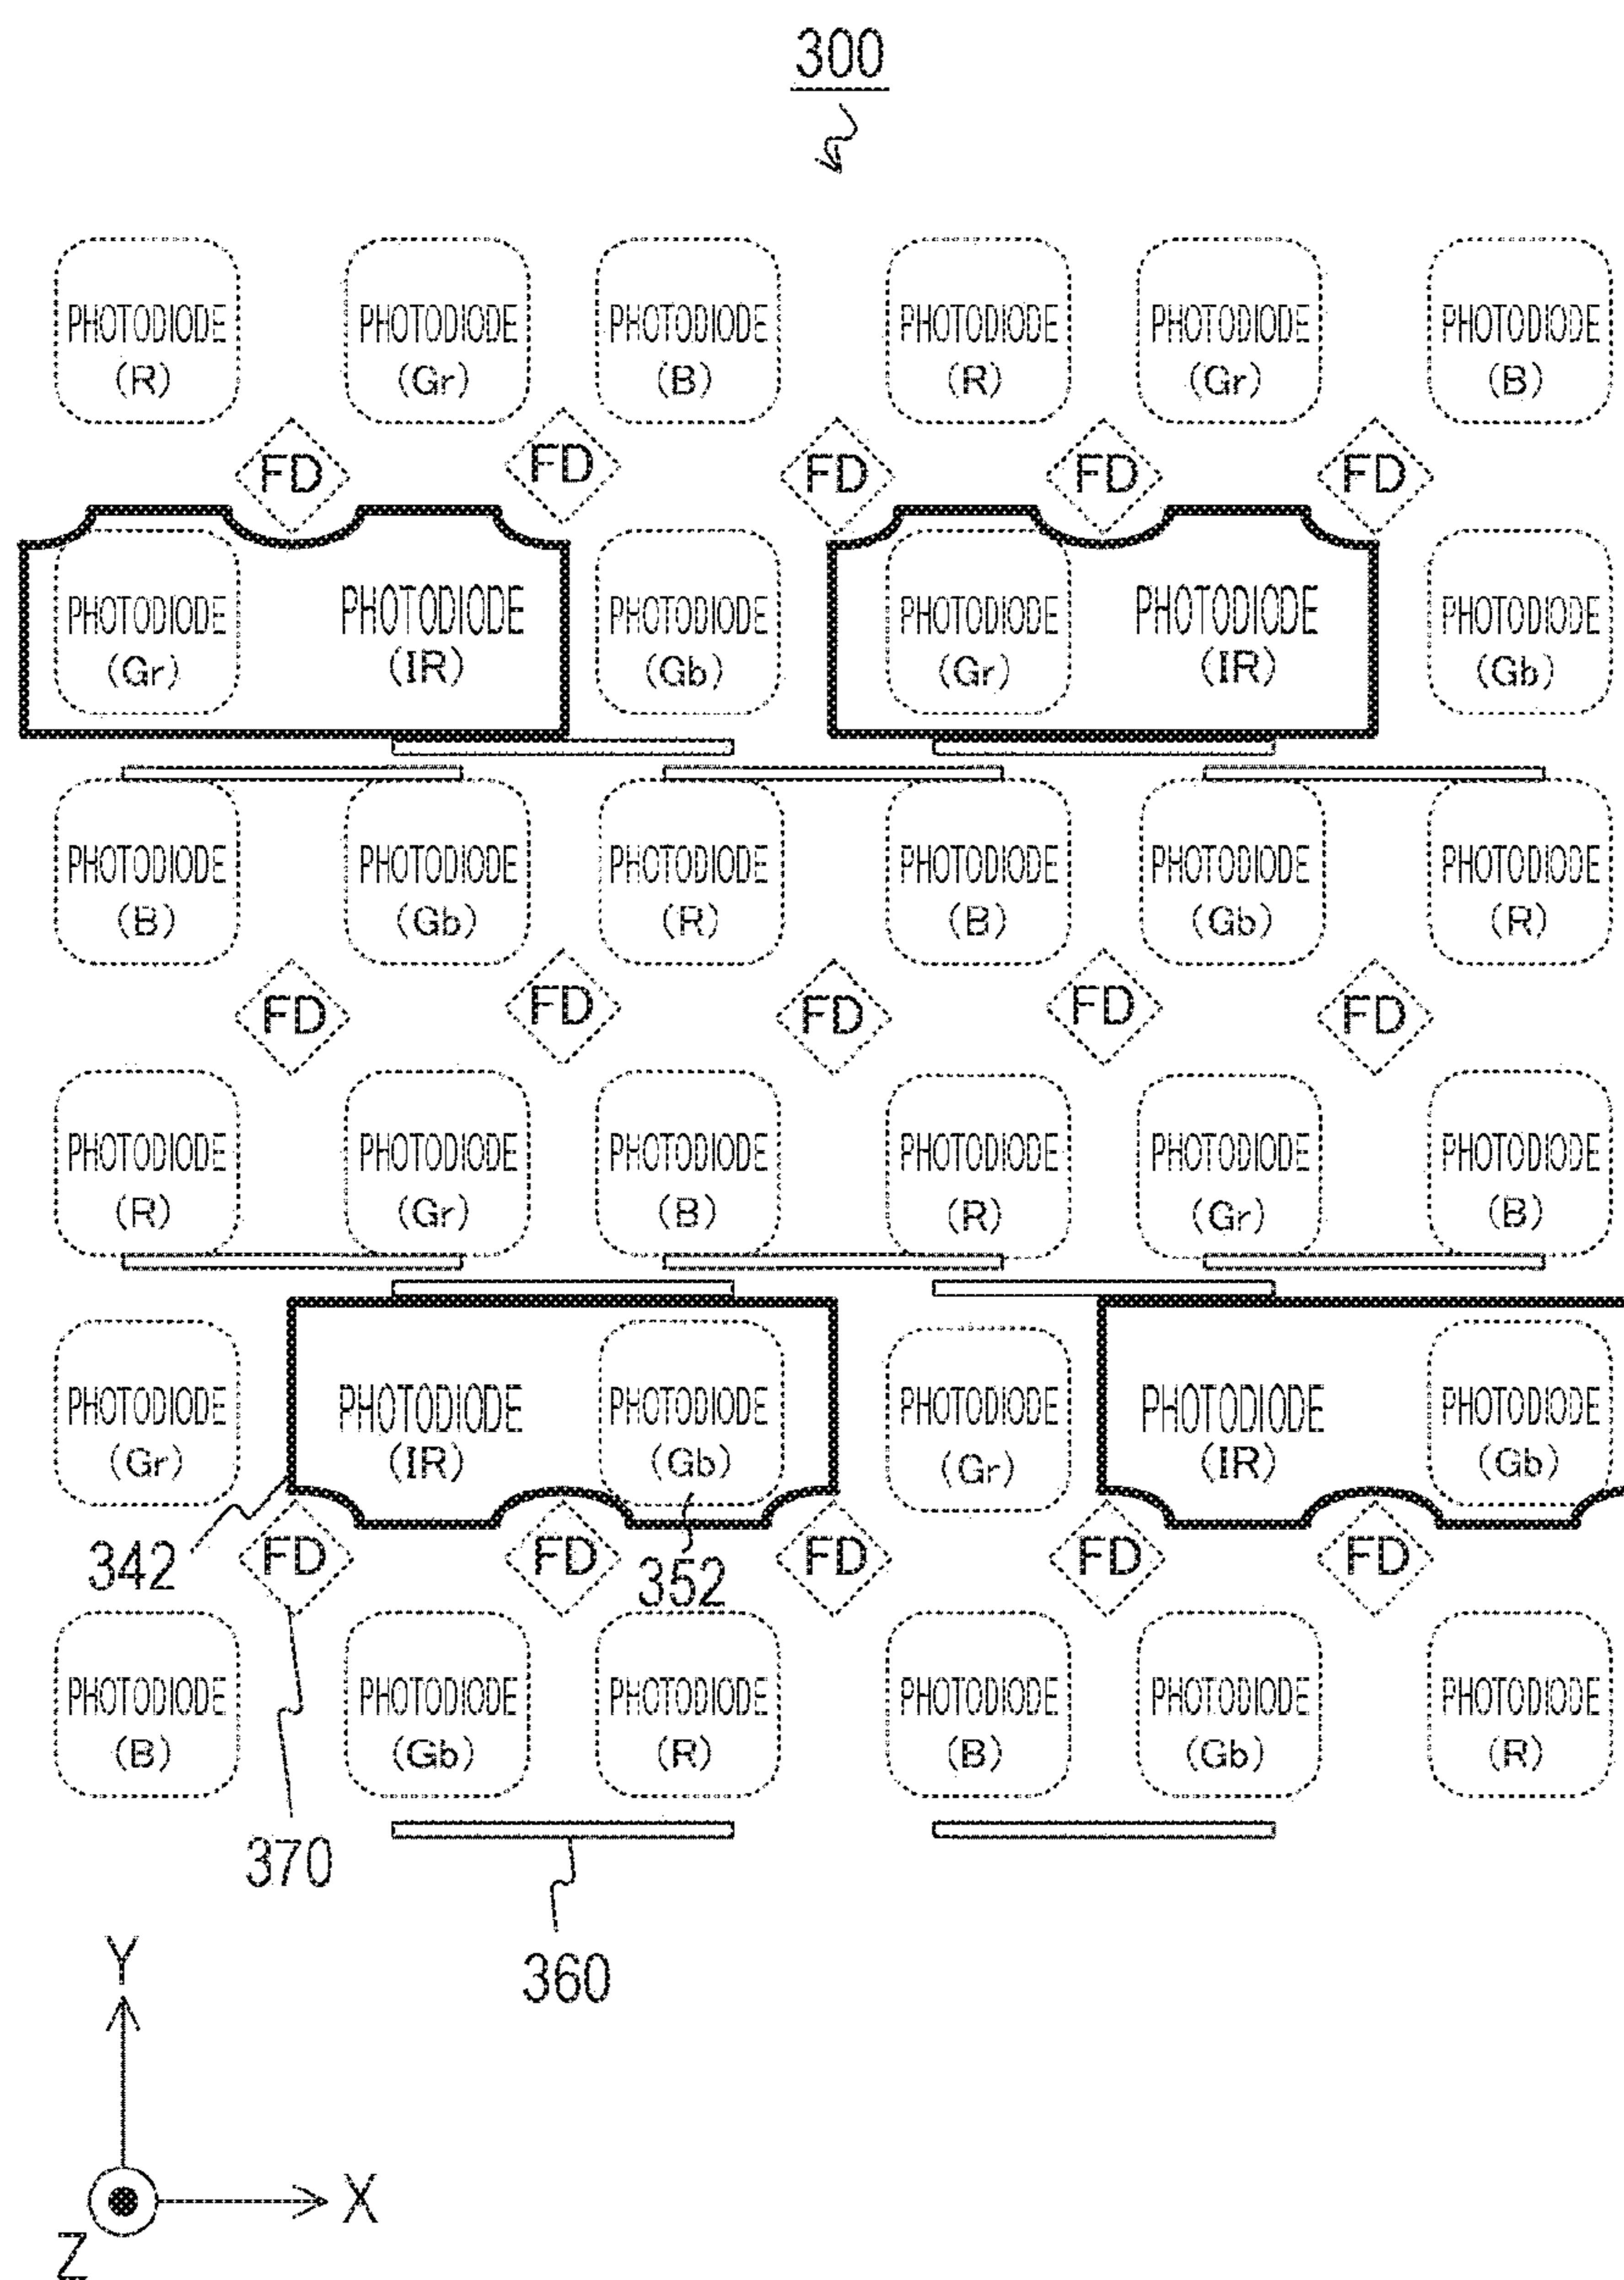 300
PHOTODIODE PHOTODIODE PHOTODIODE PHOTODIODE PHOTODIODE PHOTODIODE
(R) (Gr) (B) (R) (Gr) (B)
FD FD FD FD FD
PHOTODIODE PHOTODIODE PHOTODIODE PHOTODIODE PHOTODIODE PHOTODIODE
(Gr) (IR) (Gb) (Gr) (IR) (Gb)
PHOTODIODE PHOTODIODE PHOTODIODE PHOTODIODE PHOTODIODE PHOTODIODE
(B) (Gb) (R) (B) (Gb) (R)
FD FD FD FD FD
PHOTODIODE PHOTODIODE PHOTODIODE PHOTODIODE PHOTODIODE PHOTODIODE
(R) (Gr) (B) (R) (Gr) (B)
PHOTODIODE PHOTODIODE PHOTODIODE PHOTODIODE PHOTODIODE PHOTODIODE
(Gr) (IR) (Gb) (Gr) (IR) (Gb)
342 FD FD 352 FD FD FD
PHOTODIODE PHOTODIODE PHOTODIODE PHOTODIODE PHOTODIODE PHOTODIODE
(B) (Gb) (R) (B) (Gb) (R)
370
360
Y
X
Z